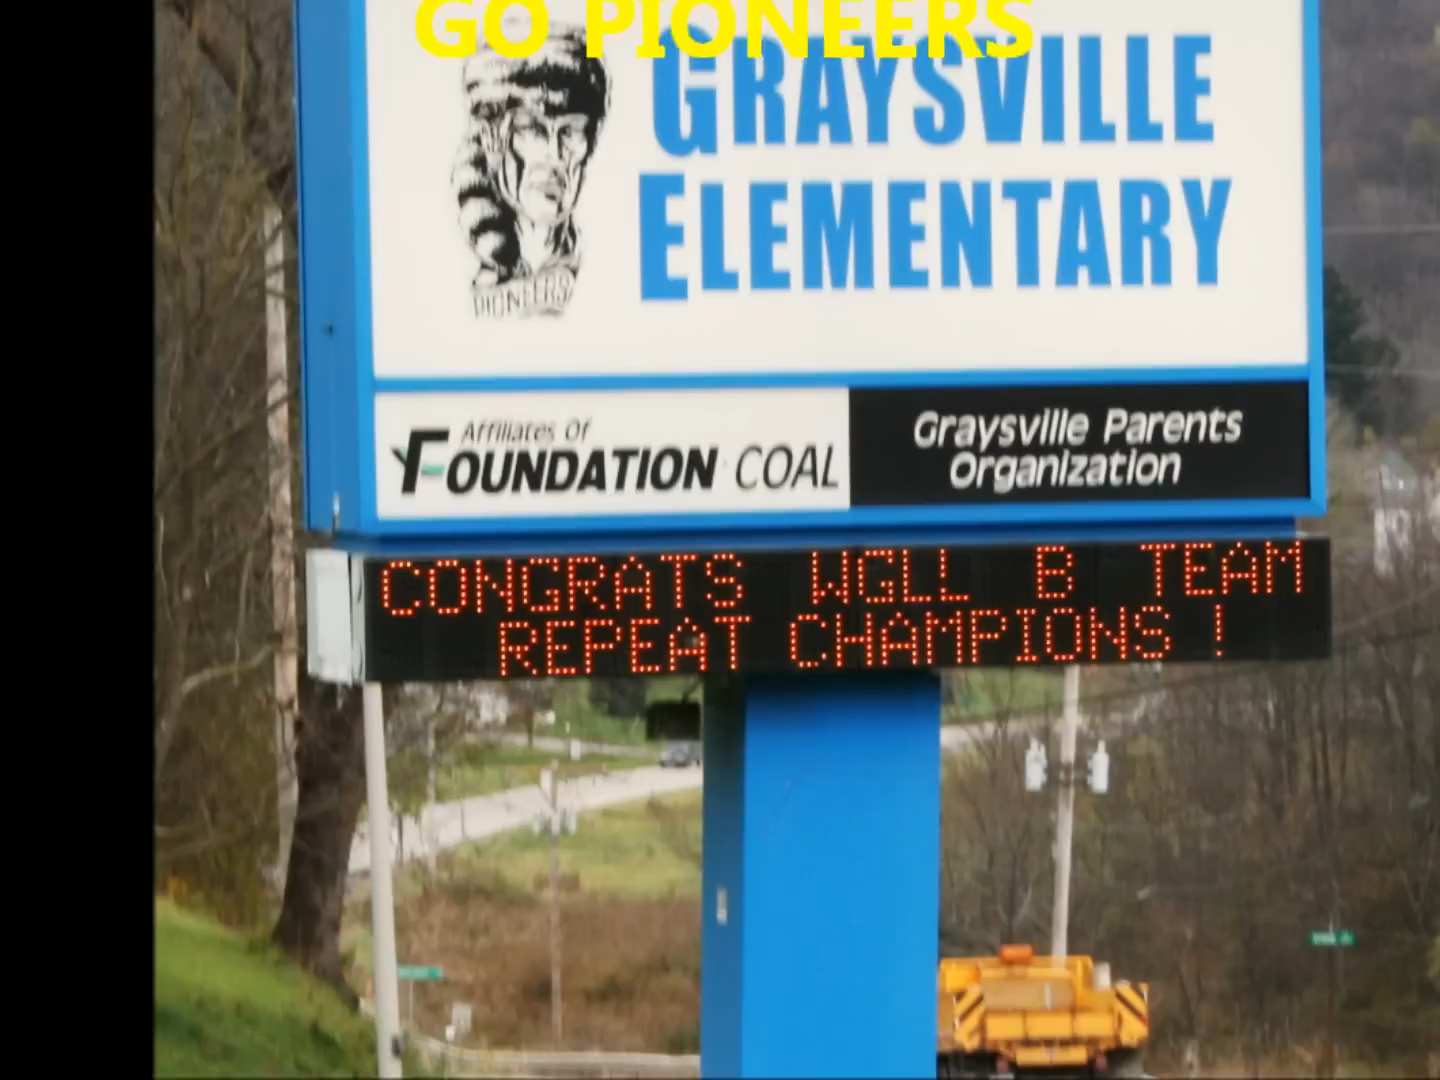 GO PIONEERS
GRAYSVILLE
ELEMENTARY
PIONEERS
Affiliates Of
FOUNDATION COAL
Graysville Parents
Organization
CONGRATS WGLL B TEAM
REPEAT CHAMPIONS !